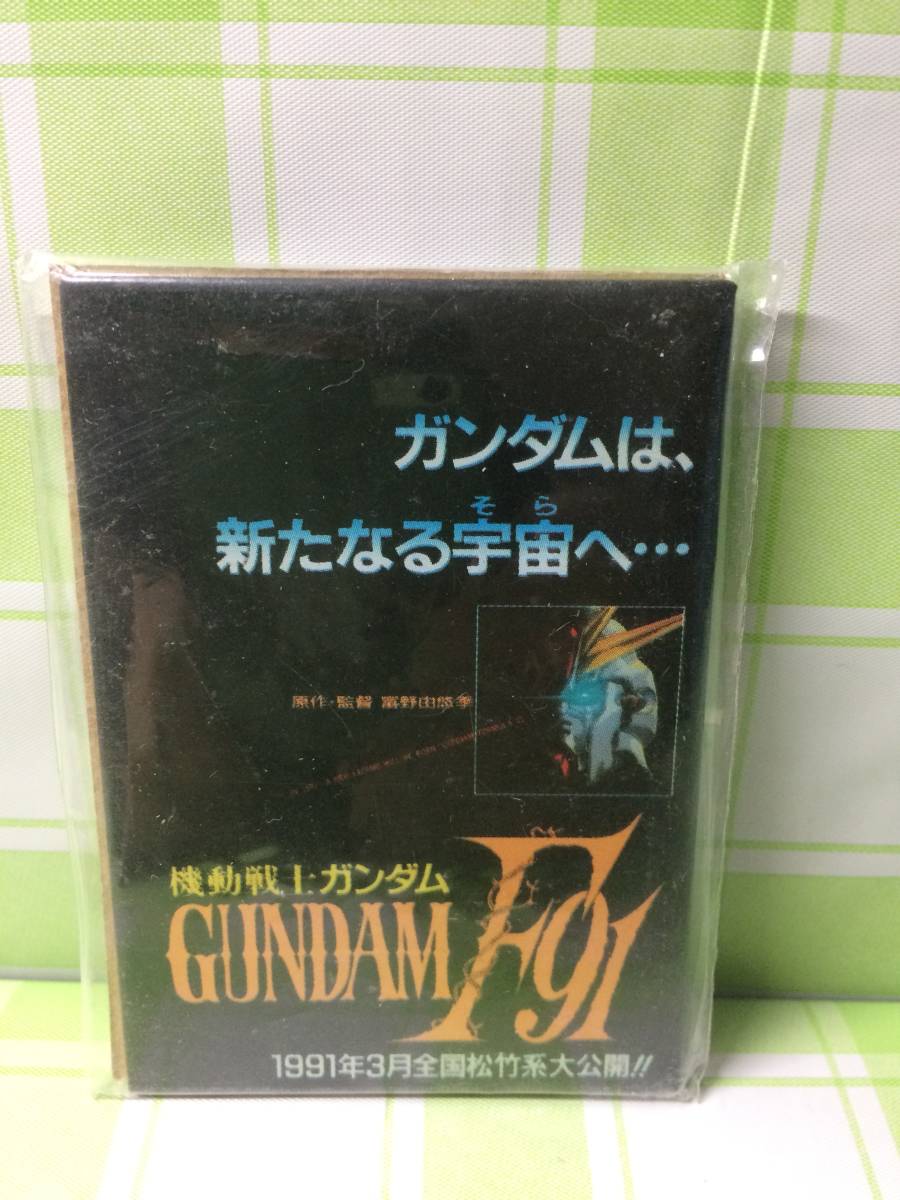 ガンダムは、
そら
新たなる宇宙へ…
原作・監督 富野由悠季
機動戦士ガンダム
GUNDAM F91
1991年3月全国松竹系大公開!!